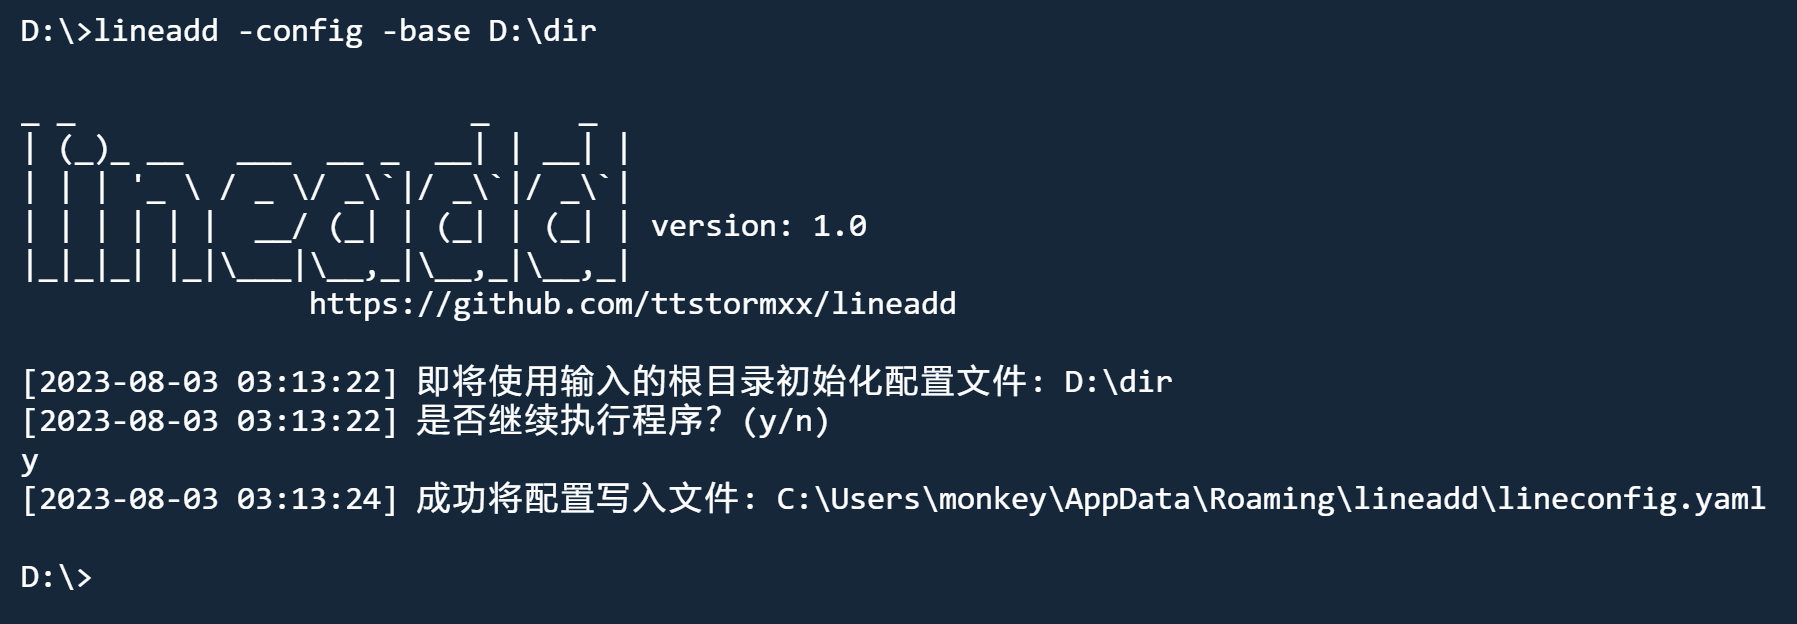 D:\>lineadd -config -base D:\dir
_ _                      _     _
| (_)_ __   ___  __ _  __| | __| |
| | | '_ \ / _ \/ _\`|/ _\`|/ _\`|
| | | | | |  __/ (_| | (_| | (_| | version: 1.0
|_|_|_| |_|\___|\__,_|\__,_|\__,_|
                https://github.com/ttstormxx/lineadd
[2023-08-03 03:13:22] 即将使用输入的根目录初始化配置文件: D:\dir
[2023-08-03 03:13:22] 是否继续执行程序？(y/n)
y
[2023-08-03 03:13:24] 成功将配置写入文件: C:\Users\monkey\AppData\Roaming\lineadd\lineconfig.yaml
D:\>